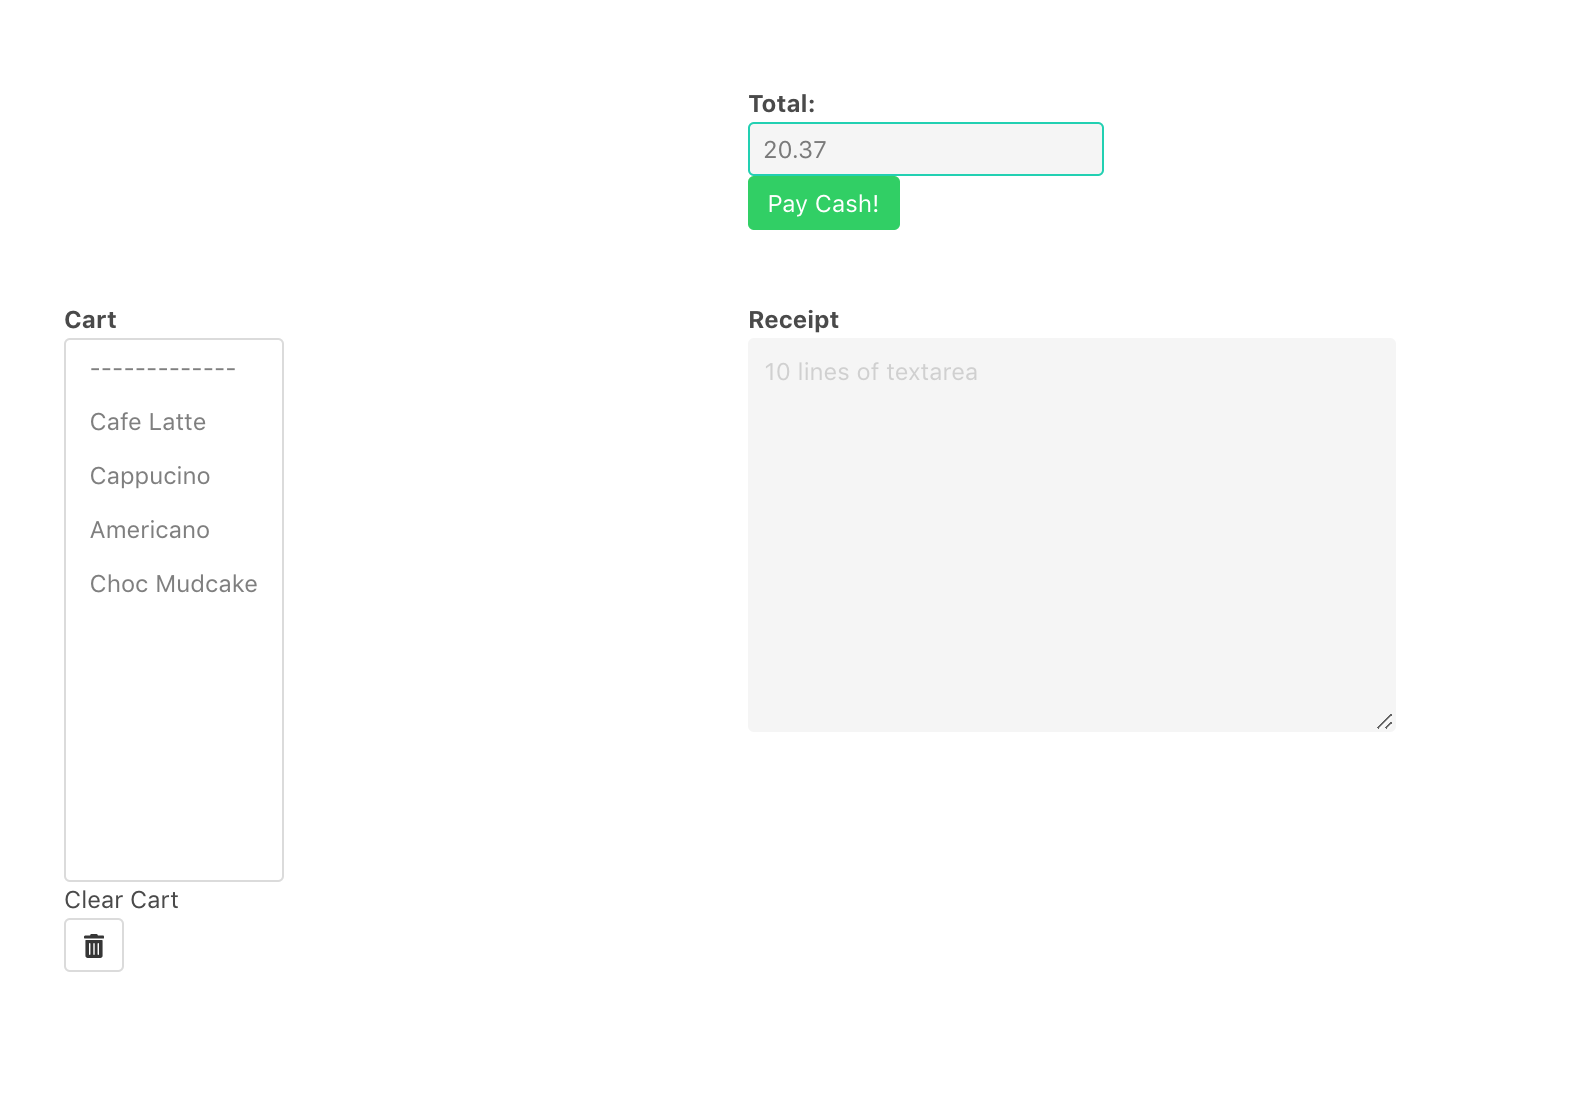 Total:
20.37
Pay Cash!
Cart
-------------
Cafe Latte
Cappucino
Americano
Choc Mudcake
Clear Cart
Receipt
10 lines of textarea